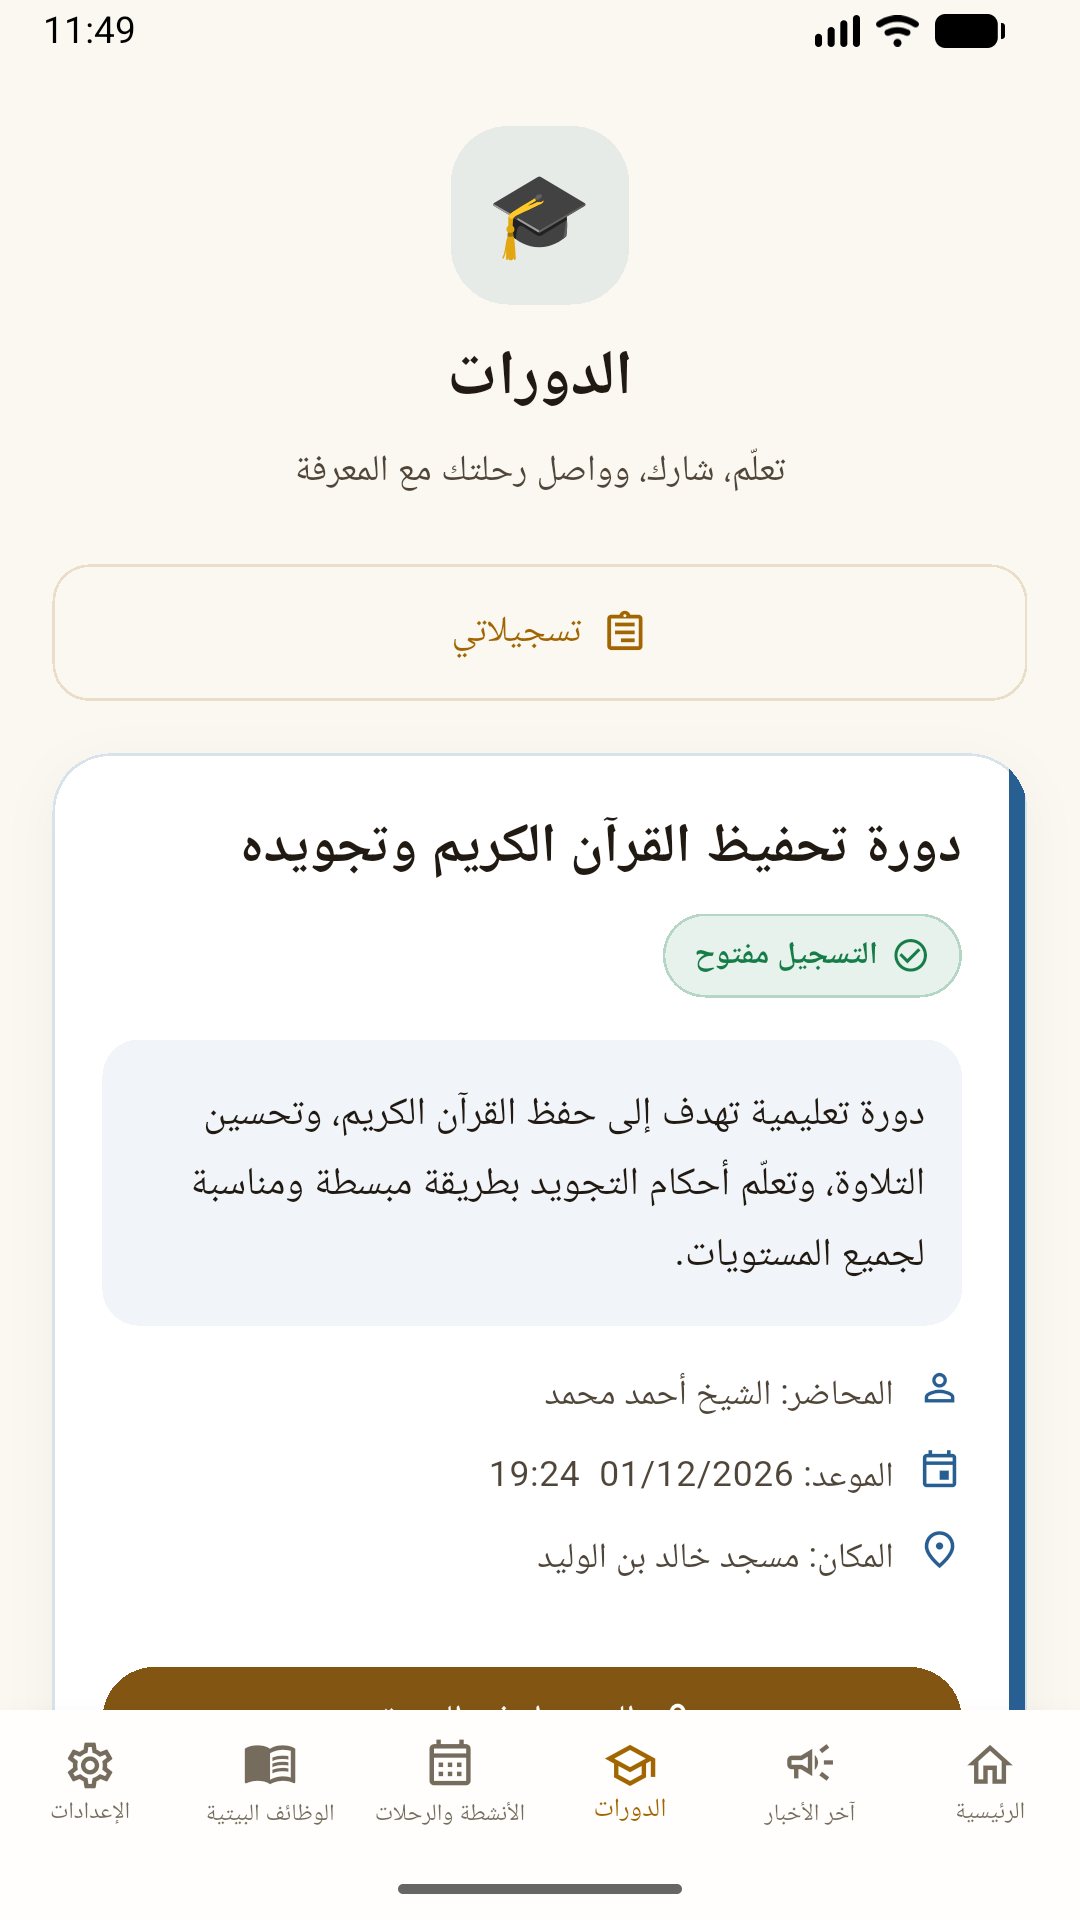 11:49
الدورات
تعلّم، شارك، وواصل رحلتك مع المعرفة
تسجيلاتي
دورة تحفيظ القرآن الكريم وتجويده
التسجيل مفتوح
دورة تعليمية تهدف إلى حفظ القرآن الكريم، وتحسين
التلاوة، وتعلّم أحكام التجويد بطريقة مبسطة ومناسبة
لجميع المستويات.
المحاضر: الشيخ أحمد محمد
الموعد: 01/12/2026 19:24
المكان: مسجد خالد بن الوليد
الرئيسية
آخر الأخبار
الدورات
الأنشطة والرحلات
الوظائف البيتية
الإعدادات